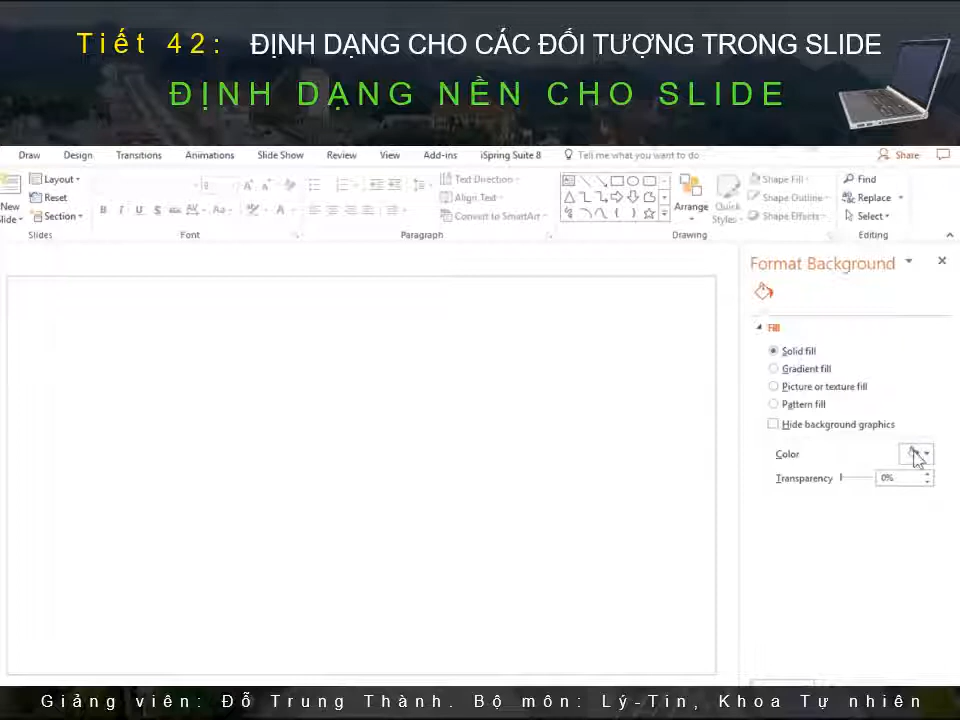 Tiết 42: ĐỊNH DẠNG CHO CÁC ĐỐI TƯỢNG TRONG SLIDE
ĐỊNH DẠNG NỀN CHO SLIDE
Draw Design Transitions Animations Slide Show Review View Add-ins iSpring Suite 8 Tell me what you want to do Share
Layout Text Direction Shape Fill Find
New Slide Reset Align Text Arrange Quick Styles Shape Outline Replace
Section B I U S abc AV Aa A Convert to SmartArt Shape Effects Select
Slides Font Paragraph Drawing Editing
Format Background
Fill
Solid fill
Gradient fill
Picture or texture fill
Pattern fill
Hide background graphics
Color
Transparency 0%
Giảng viên: Đỗ Trung Thành. Bộ môn: Lý-Tin, Khoa Tự nhiên